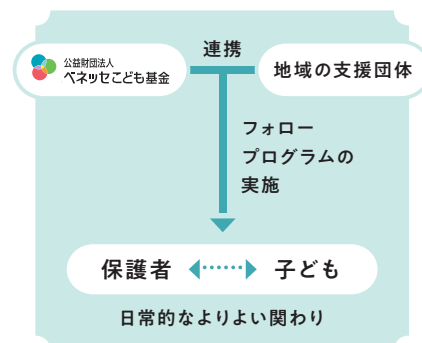 公益財団法人
ベネッセこども基金
連携
地域の支援団体
フォロー
プログラムの
実施
保護者
子ども
日常的なよりよい関わり